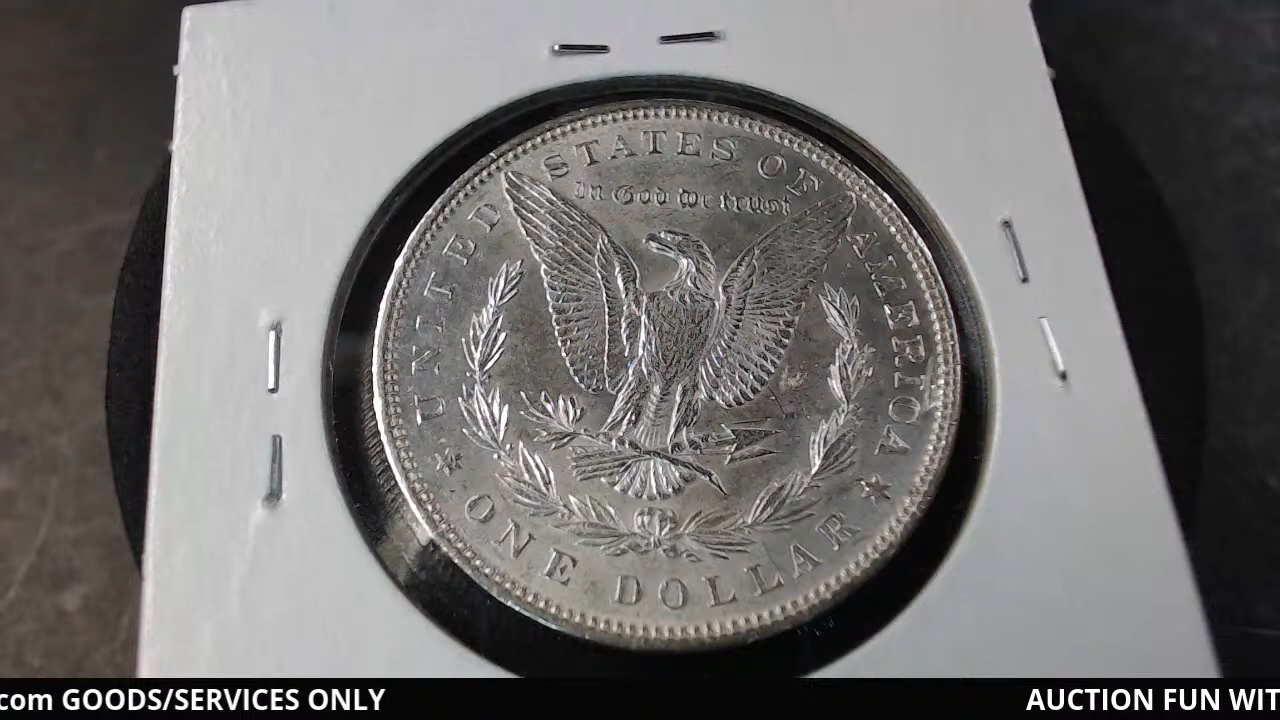 UNITED STATES OF AMERICA
In God we trust
ONE DOLLAR
com GOODS/SERVICES ONLY
AUCTION FUN WIT